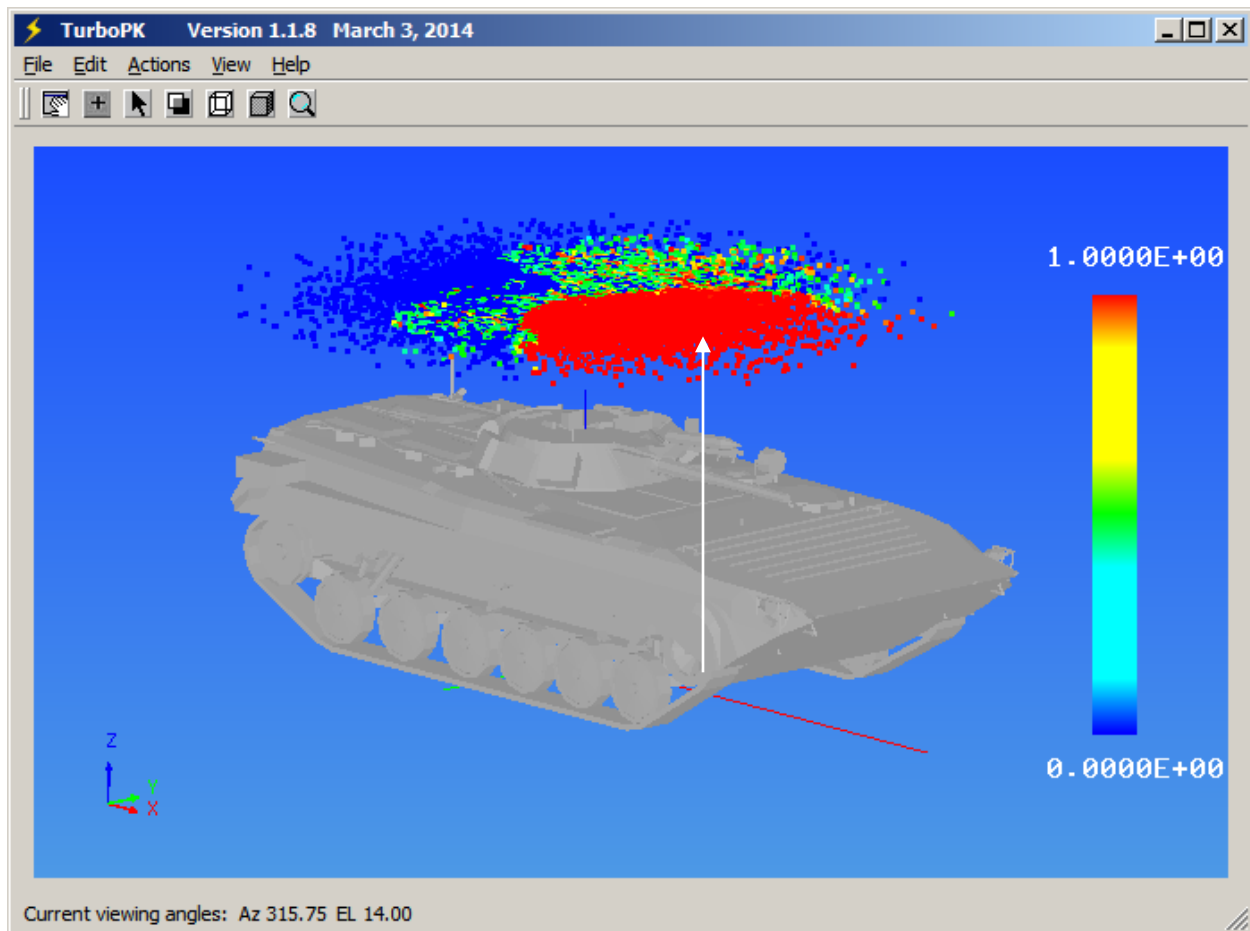 TurboPK Version 1.1.8 March 3, 2014
File Edit Actions View Help
1.0000E+00
0.0000E+00
Z
Y
X
Current viewing angles: Az 315.75 EL 14.00